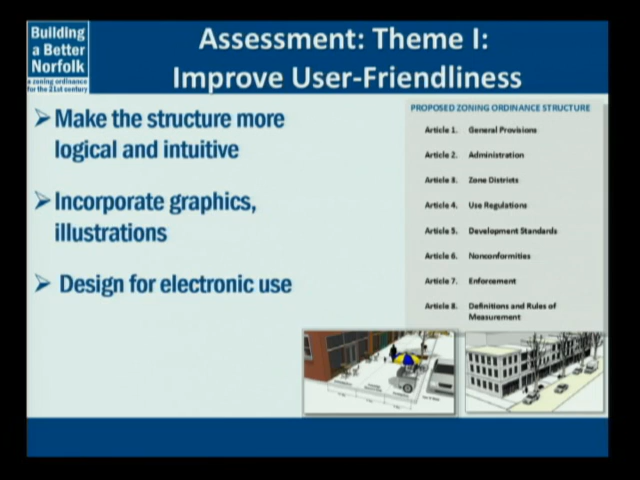 Building
a Better
Norfolk
a zoning ordinance
for the 21st century
Assessment: Theme I:
Improve User-Friendliness
Make the structure more
logical and intuitive
Incorporate graphics,
illustrations
Design for electronic use
PROPOSED ZONING ORDINANCE STRUCTURE
Article 1. General Provisions
Article 2. Administration
Article 3. Zone Districts
Article 4. Use Regulations
Article 5. Development Standards
Article 6. Nonconformities
Article 7. Enforcement
Article 8. Definitions and Rules of
Measurement